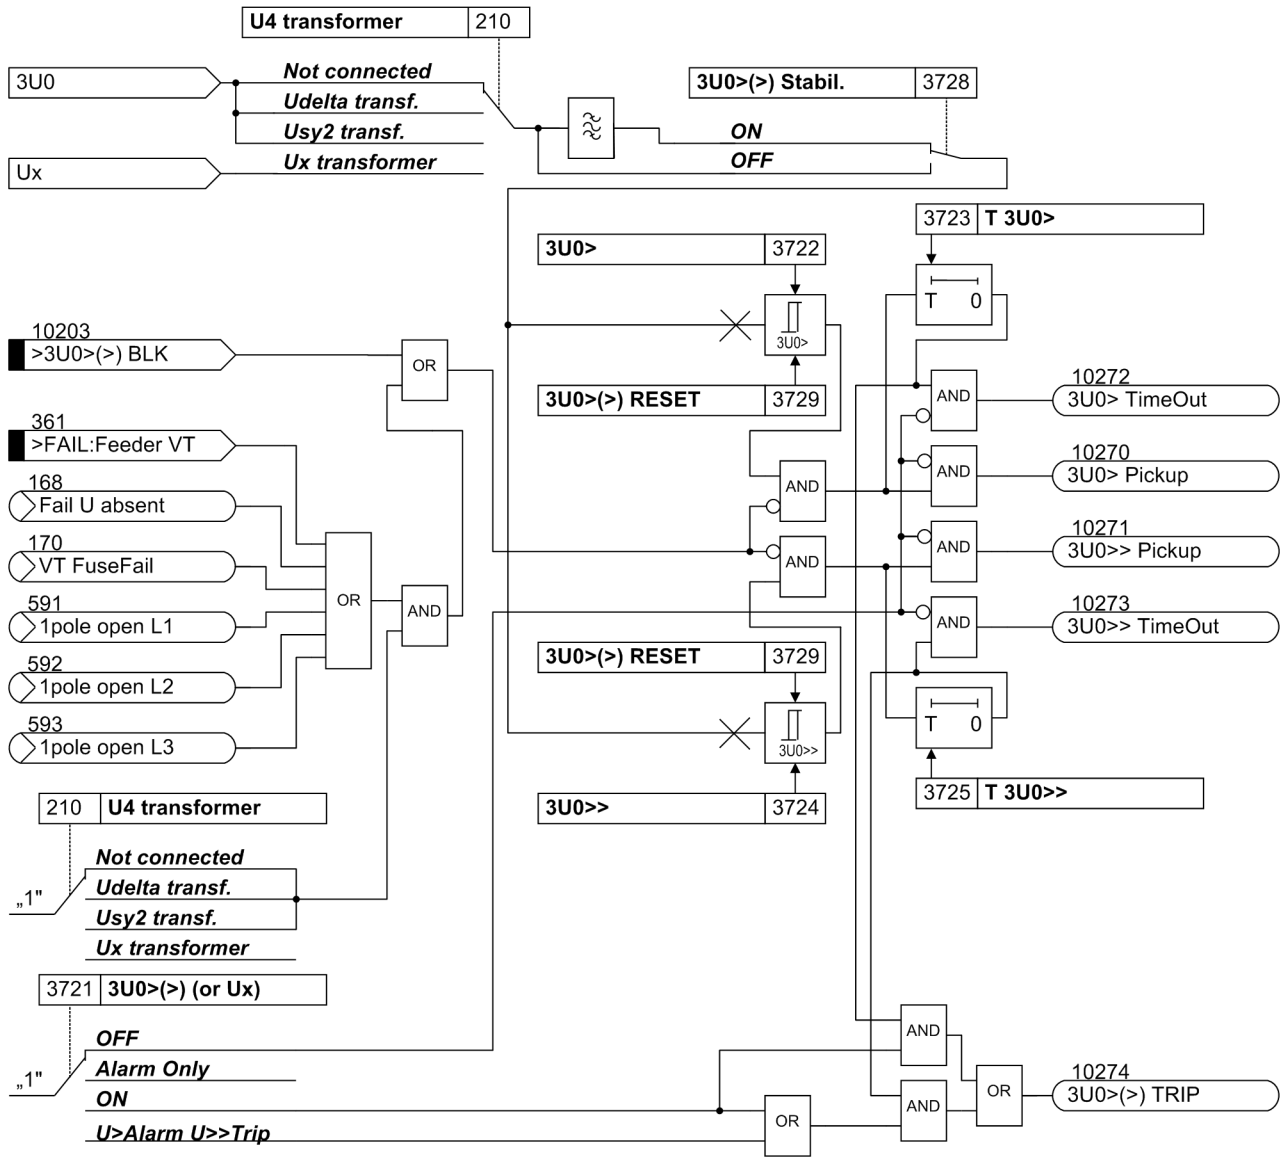 U4 transformer 210
3U0
Not connected
Udelta transf.
Usy2 transf.
Ux
Ux transformer
3U0>(>) Stabil. 3728
ON
OFF
3723 T 3U0>
3U0> 3722
3U0>
3U0>(>) RESET 3729
T 0
10203
>3U0>(>) BLK
OR
361
>FAIL:Feeder VT
168
Fail U absent
170
VT FuseFail
591
1pole open L1
592
1pole open L2
593
1pole open L3
OR
AND
AND
AND
AND
10272
3U0> TimeOut
AND
10270
3U0> Pickup
AND
10271
3U0>> Pickup
AND
10273
3U0>> TimeOut
3U0>(>) RESET 3729
3U0>>
3U0>> 3724
T 0
3725 T 3U0>>
210 U4 transformer
„1"
Not connected
Udelta transf.
Usy2 transf.
Ux transformer
3721 3U0>(>) (or Ux)
„1"
OFF
Alarm Only
ON
U>Alarm U>>Trip
OR
AND
AND
OR
10274
3U0>(>) TRIP